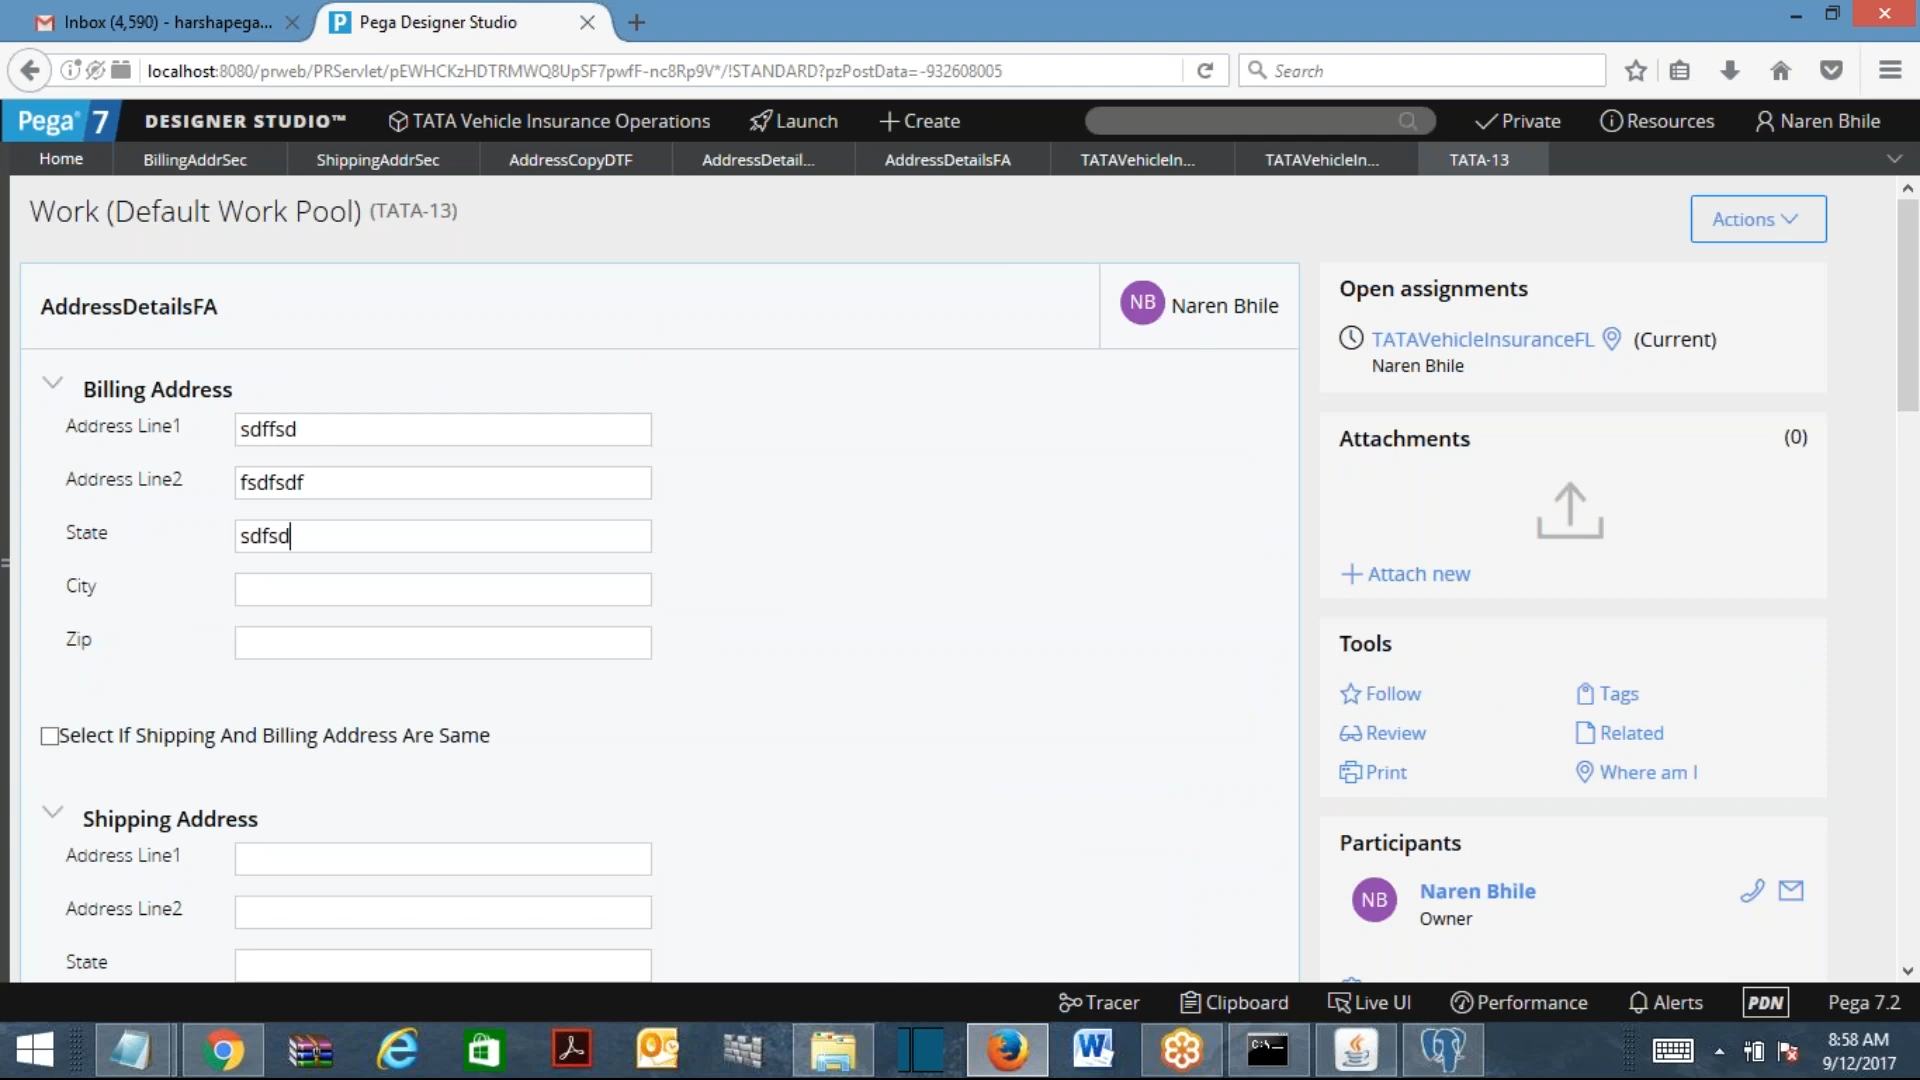 Inbox (4,590) - harshapega...
Pega Designer Studio
localhost:8080/prweb/PRServlet/pEWHCKzHDTRMWQ8UpSF7pwfF-nc8Rp9V*/!STANDARD?pzPostData=-932608005
Search
Pega 7 DESIGNER STUDIO™ TATA Vehicle Insurance Operations Launch Create Private Resources Naren Bhile
Home BillingAddrSec ShippingAddrSec AddressCopyDTF AddressDetail... AddressDetailsFA TATAVehicleIn... TATAVehicleIn... TATA-13
Work (Default Work Pool) (TATA-13)
Actions
AddressDetailsFA
NB Naren Bhile
Billing Address
Address Line1 sdffsd
Address Line2 fsdfsdf
State sdfsd
City
Zip
Select If Shipping And Billing Address Are Same
Shipping Address
Address Line1
Address Line2
State
Open assignments
TATAVehicleInsuranceFL (Current)
Naren Bhile
Attachments (0)
Attach new
Tools
Follow Tags
Review Related
Print Where am I
Participants
NB Naren Bhile
Owner
Tracer Clipboard Live UI Performance Alerts PDN Pega 7.2
8:58 AM
9/12/2017